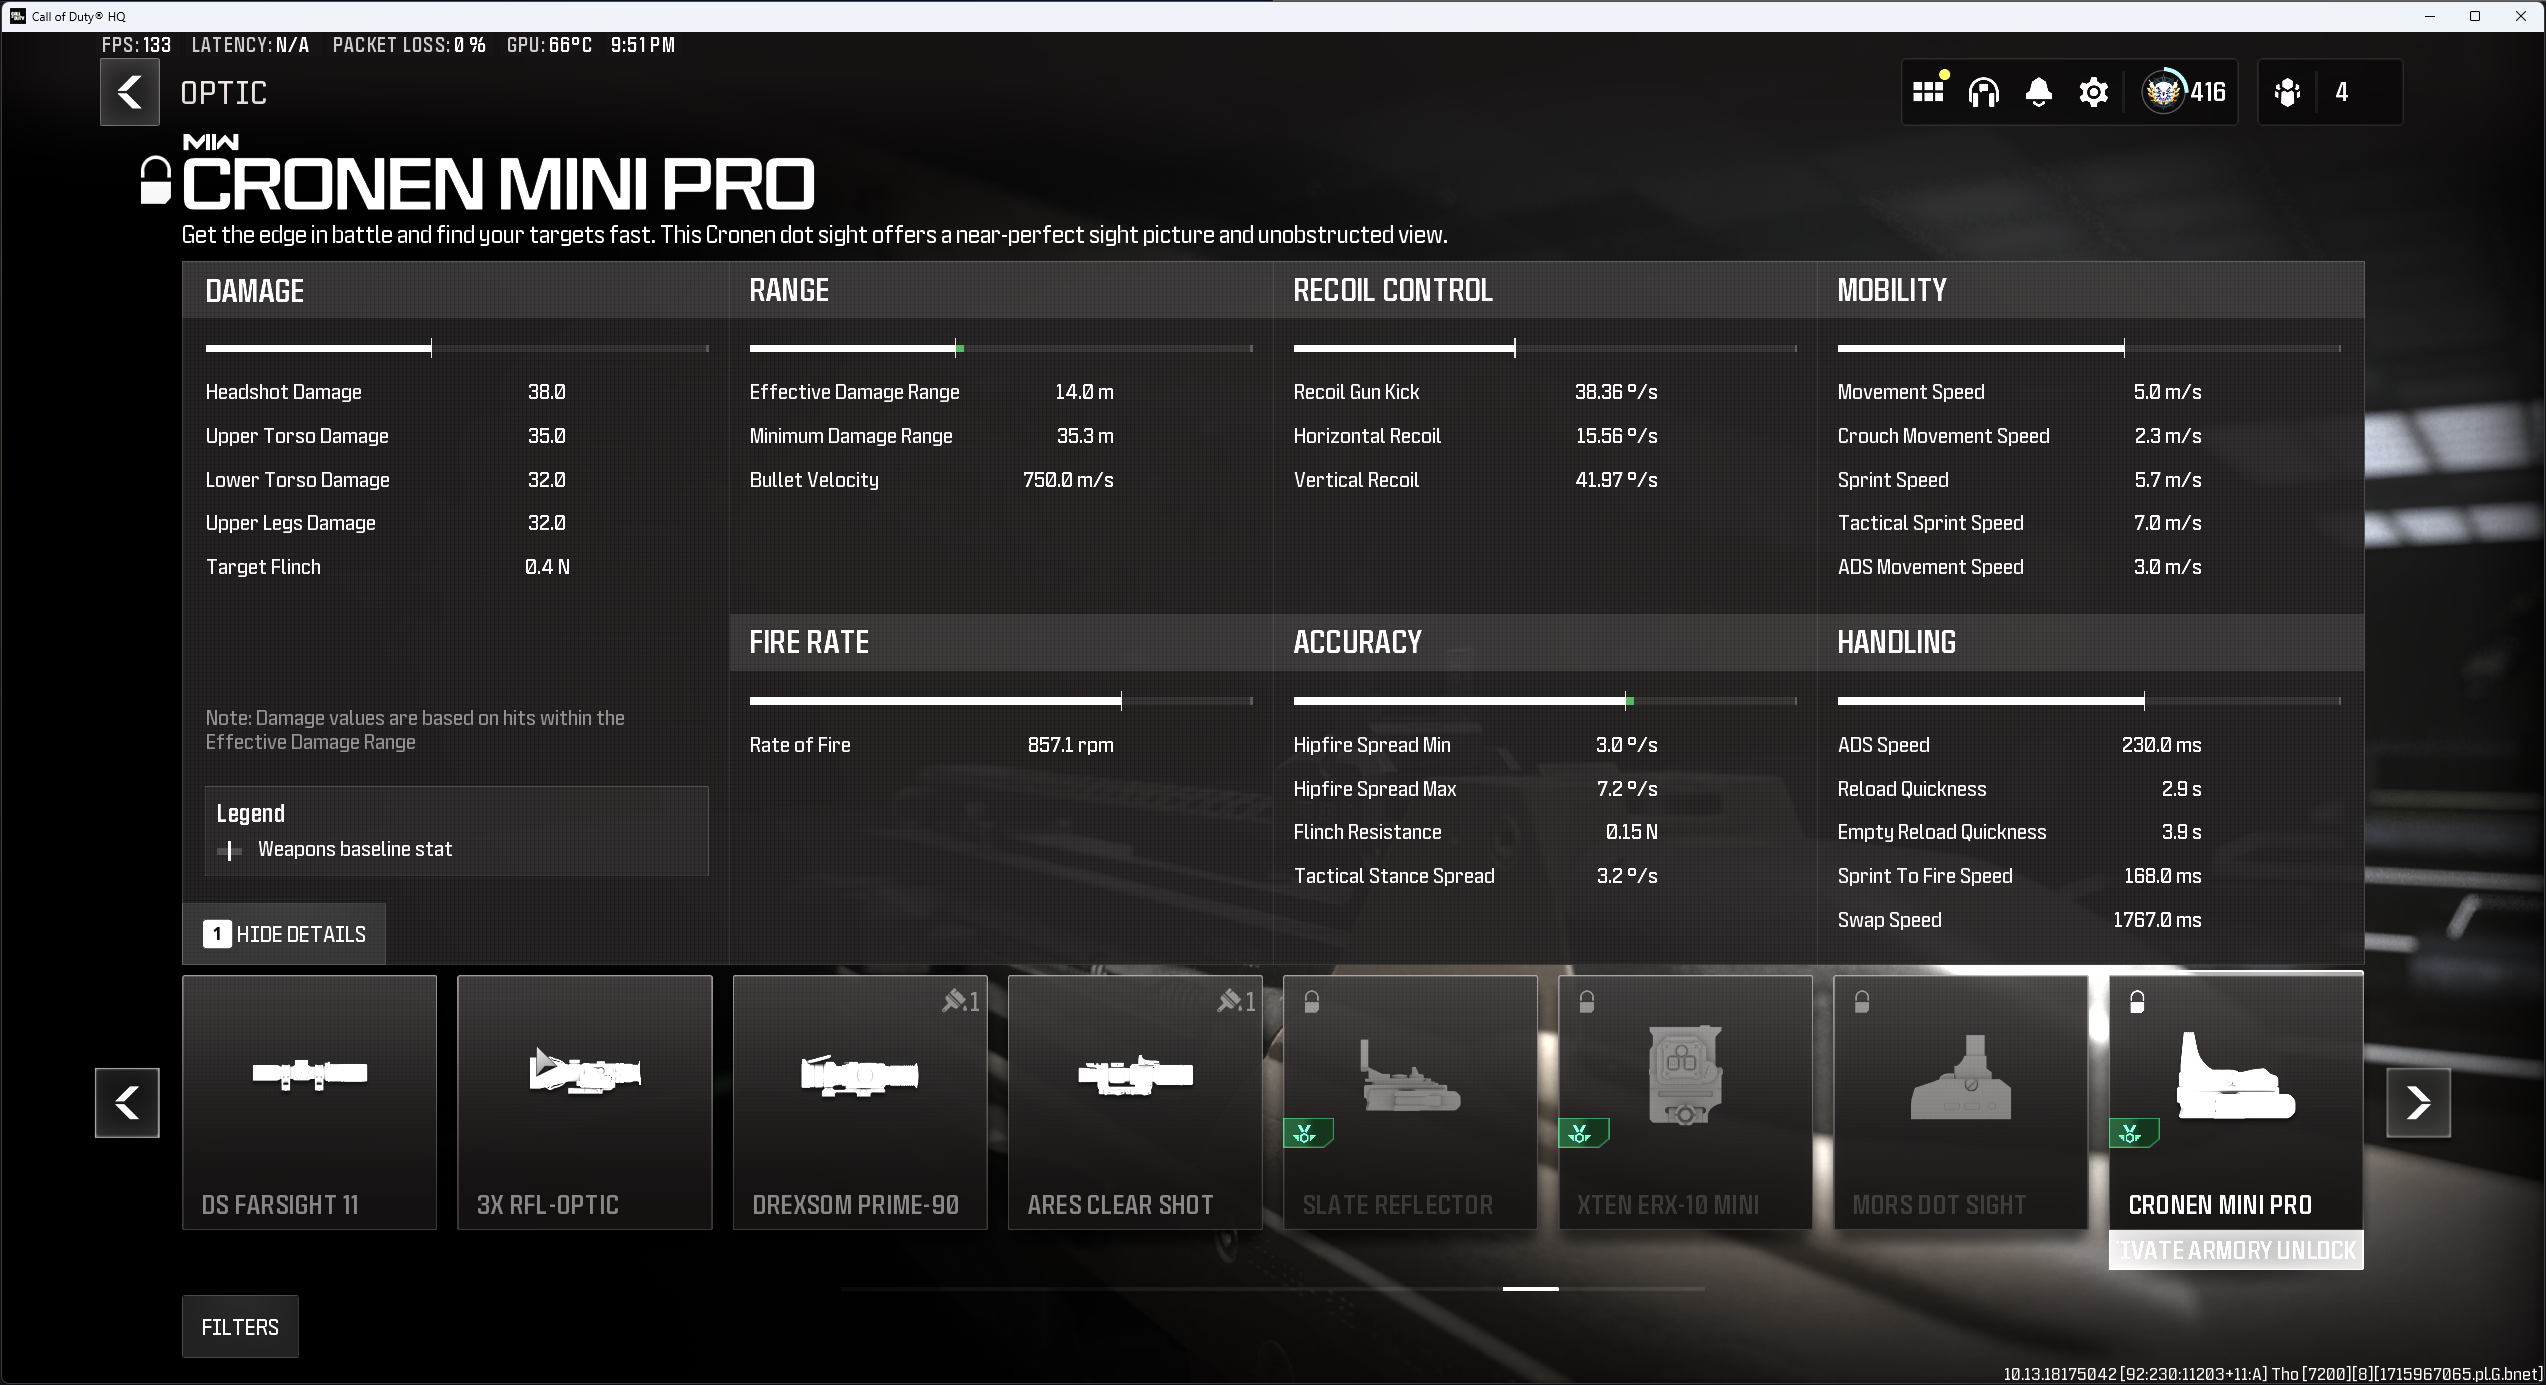 Call of Duty® HQ
FPS: 133 LATENCY: N/A PACKET LOSS: 0 % GPU: 66°C 9:51 PM
OPTIC
416
4
MW
CRONEN MINI PRO
Get the edge in battle and find your targets fast. This Cronen dot sight offers a near-perfect sight picture and unobstructed view.
DAMAGE
Headshot Damage 38.0
Upper Torso Damage 35.0
Lower Torso Damage 32.0
Upper Legs Damage 32.0
Target Flinch 0.4 N
Note: Damage values are based on hits within the
Effective Damage Range
Legend
Weapons baseline stat
1 HIDE DETAILS
RANGE
Effective Damage Range 14.0 m
Minimum Damage Range 35.3 m
Bullet Velocity 750.0 m/s
FIRE RATE
Rate of Fire 857.1 rpm
RECOIL CONTROL
Recoil Gun Kick 38.36 º/s
Horizontal Recoil 15.56 º/s
Vertical Recoil 41.97 º/s
ACCURACY
Hipfire Spread Min 3.0 º/s
Hipfire Spread Max 7.2 º/s
Flinch Resistance 0.15 N
Tactical Stance Spread 3.2 º/s
MOBILITY
Movement Speed 5.0 m/s
Crouch Movement Speed 2.3 m/s
Sprint Speed 5.7 m/s
Tactical Sprint Speed 7.0 m/s
ADS Movement Speed 3.0 m/s
HANDLING
ADS Speed 230.0 ms
Reload Quickness 2.9 s
Empty Reload Quickness 3.9 s
Sprint To Fire Speed 168.0 ms
Swap Speed 1767.0 ms
1
1
DS FARSIGHT 11
3X RFL-OPTIC
DREXSOM PRIME-90
ARES CLEAR SHOT
SLATE REFLECTOR
XTEN ERX-10 MINI
MORS DOT SIGHT
CRONEN MINI PRO
IVATE ARMORY UNLOCK
FILTERS
10.13.18175042 [92:230:11203+11:A] Tho [7200][8][1715967065.pl.G.bnet]